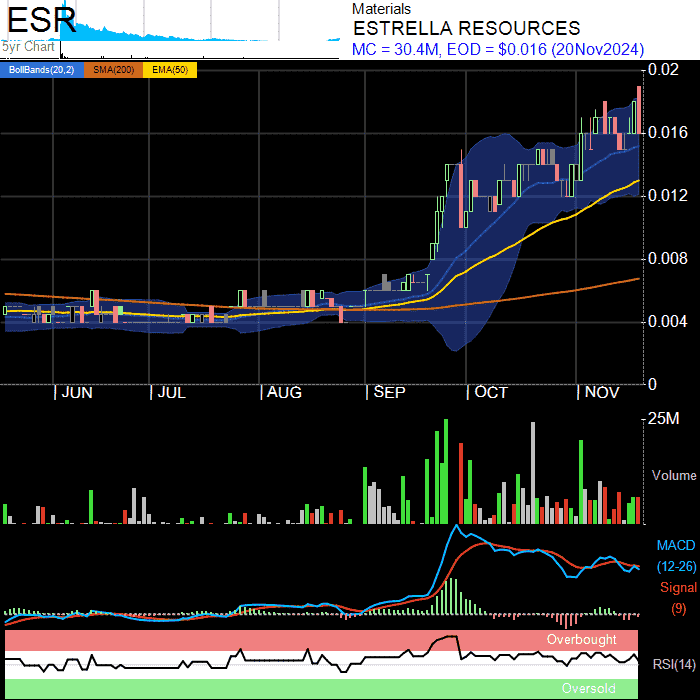 ESR
5yr Chart
Materials
ESTRELLA RESOURCES
MC = 30.4M, EOD = $0.016 (20Nov2024)
BollBands(20,2) SMA(200) EMA(50)
0.02
0.016
0.012
0.008
0.004
0
JUN JUL AUG SEP OCT NOV
25M
Volume
MACD
(12-26)
Signal
(9)
Overbought
RSI(14)
Oversold